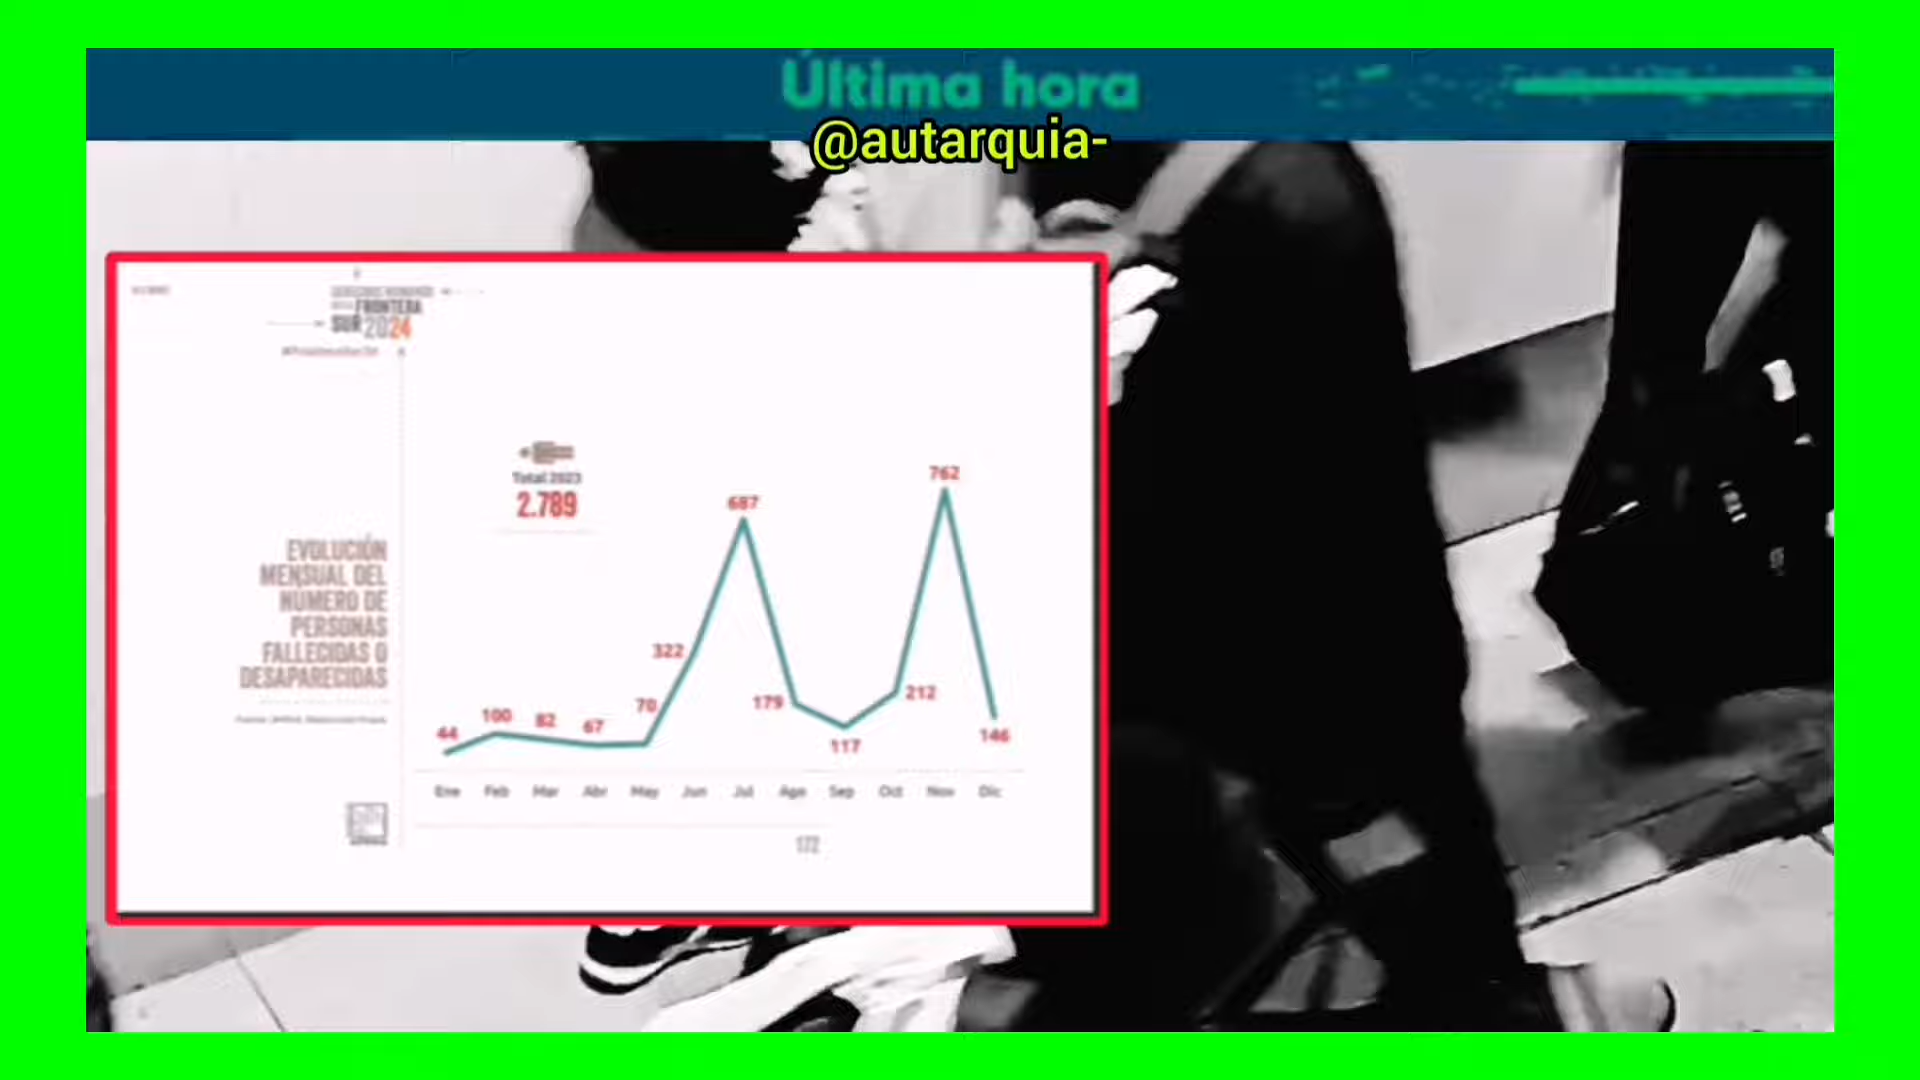 Última hora
@autarquia-
FRONTERA
SUR 2024
Total 2023
2.789
EVOLUCIÓN
MENSUAL DEL
NÚMERO DE
PERSONAS
FALLECIDAS O
DESAPARECIDAS
44
100
82
67
70
322
687
179
117
212
762
146
Ene Feb Mar Abr May Jun Jul Ago Sep Oct Nov Dic
172